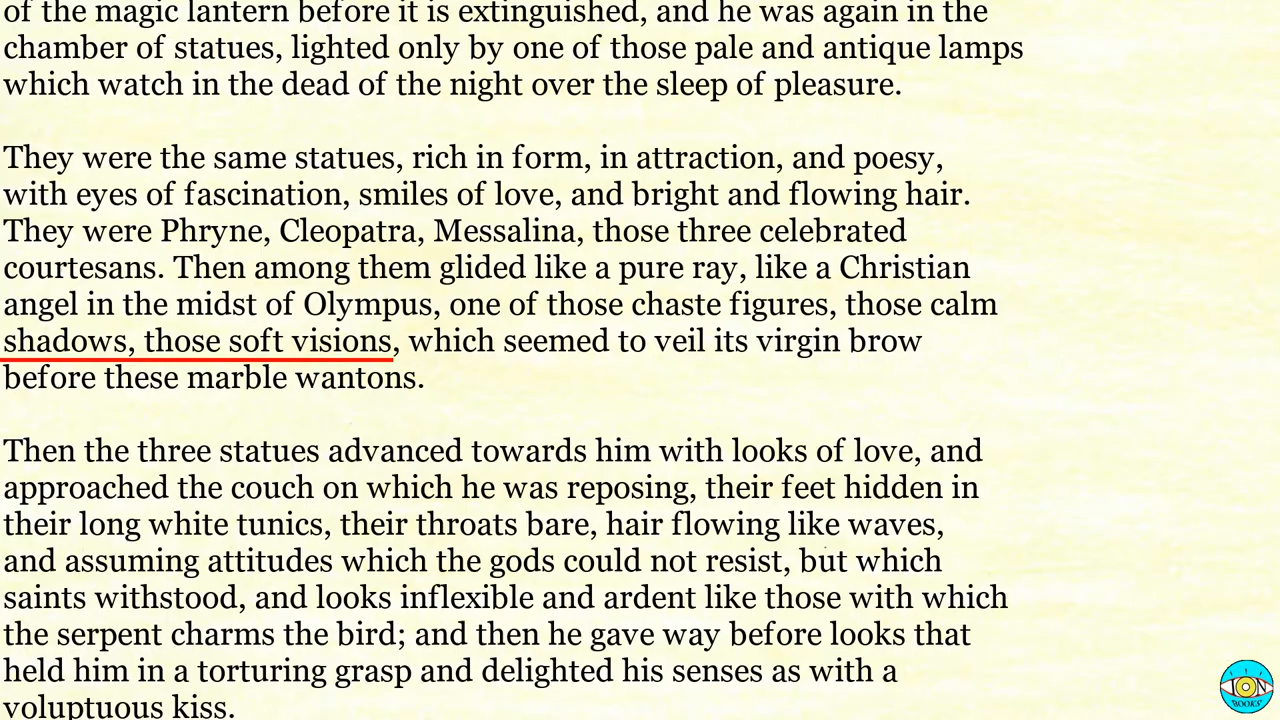 of the magic lantern before it is extinguished, and he was again in the
chamber of statues, lighted only by one of those pale and antique lamps
which watch in the dead of the night over the sleep of pleasure.
They were the same statues, rich in form, in attraction, and poesy,
with eyes of fascination, smiles of love, and bright and flowing hair.
They were Phryne, Cleopatra, Messalina, those three celebrated
courtesans. Then among them glided like a pure ray, like a Christian
angel in the midst of Olympus, one of those chaste figures, those calm
shadows, those soft visions, which seemed to veil its virgin brow
before these marble wantons.
Then the three statues advanced towards him with looks of love, and
approached the couch on which he was reposing, their feet hidden in
their long white tunics, their throats bare, hair flowing like waves,
and assuming attitudes which the gods could not resist, but which
saints withstood, and looks inflexible and ardent like those with which
the serpent charms the bird; and then he gave way before looks that
held him in a torturing grasp and delighted his senses as with a
voluptuous kiss.
ION
BOOKS